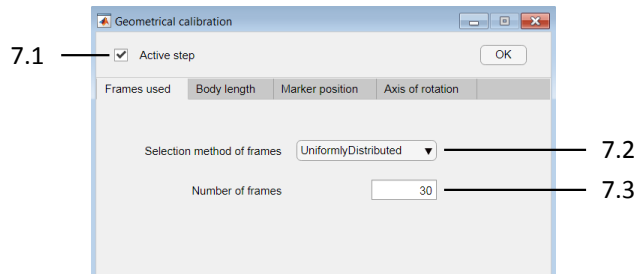 Geometrical calibration
7.1 Active step OK
Frames used Body length Marker position Axis of rotation
Selection method of frames UniformlyDistributed ▼ 7.2
Number of frames 30 7.3